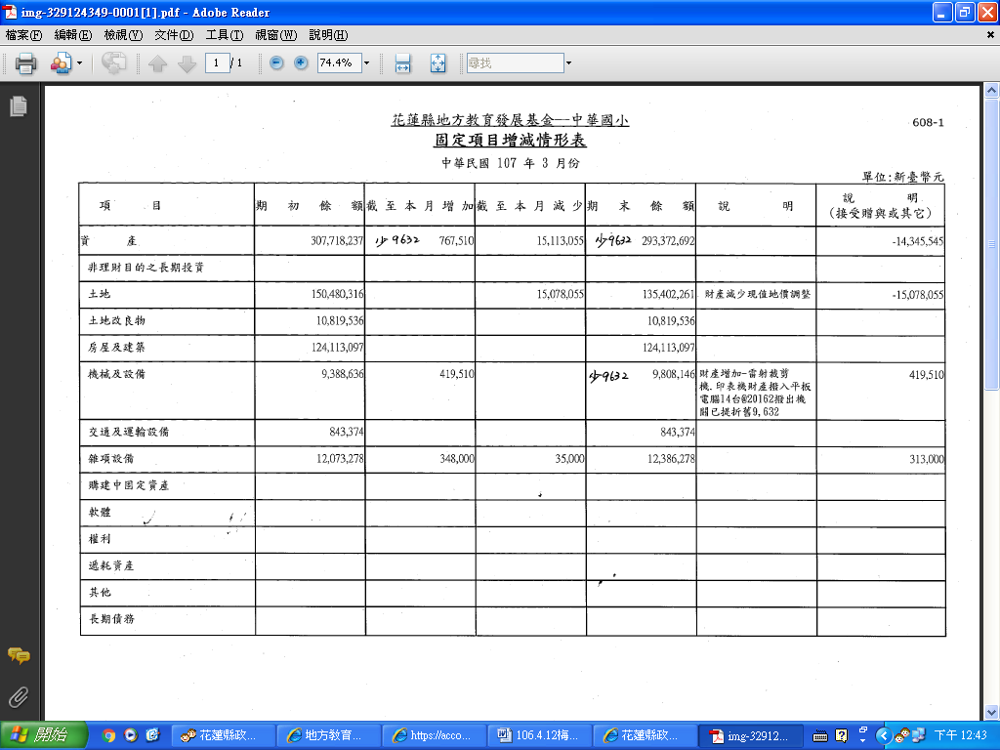 img-329124349-0001[1].pdf - Adobe Reader
檔案(F) 編輯(E) 檢視(V) 文件(D) 工具(T) 視窗(W) 說明(H)
1 / 1 74.4% 尋找
花蓮縣地方教育發展基金—中華國小
608-1
固定項目增減情形表
中華民國 107 年 3 月份
單位:新臺幣元
項 目 期初餘額 截至本月增加 截至本月減少 期末餘額 說 明 說 明
(接受贈與或其它)
資 產 307,718,237 少9632 767,510 15,113,055 少9632 293,372,692 -14,345,545
非理財目的之長期投資
土地 150,480,316 15,078,055 135,402,261 財產減少現值地價調整 -15,078,055
土地改良物 10,819,536 10,819,536
房屋及建築 124,113,097 124,113,097
機械及設備 9,388,636 419,510 少9632 9,808,146 財產增加-雷射裁剪 419,510
機.印表機財產撥入平板
電腦14台@20162撥出機
關已提折舊9,632
交通及運輸設備 843,374 843,374
雜項設備 12,073,278 348,000 35,000 12,386,278 313,000
購建中固定資產
軟體
權利
遞耗資產
其他
長期債務
開始 花蓮縣政... 地方教育... https://acco... 106.4.12梅... 花蓮縣政... img-32912... 下午 12:43